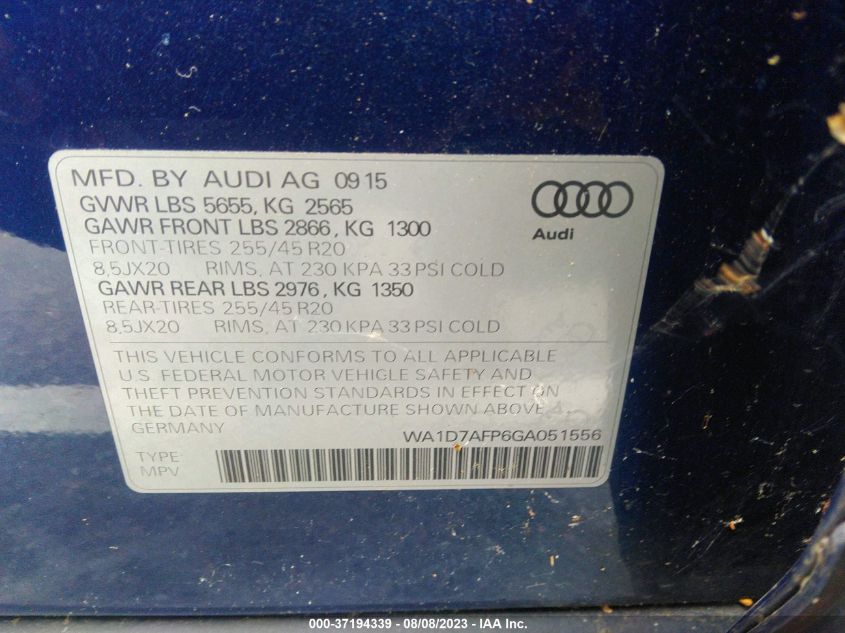 MFD. BY AUDI AG 09 15
GVWR LBS 5655, KG 2565
GAWR FRONT LBS 2866, KG 1300
FRONT-TIRES 255/45 R20
8,5JX20 RIMS, AT 230 KPA 33 PSI COLD
GAWR REAR LBS 2976, KG 1350
REAR-TIRES 255/45 R20
8,5JX20 RIMS, AT 230 KPA 33 PSI COLD
Audi
THIS VEHICLE CONFORMS TO ALL APPLICABLE
U.S. FEDERAL MOTOR VEHICLE SAFETY AND
THEFT PREVENTION STANDARDS IN EFFECT ON
THE DATE OF MANUFACTURE SHOWN ABOVE
GERMANY
WA1D7AFP6GA051556
TYPE
MPV
000-37194339 - 08/08/2023 - IAA Inc.